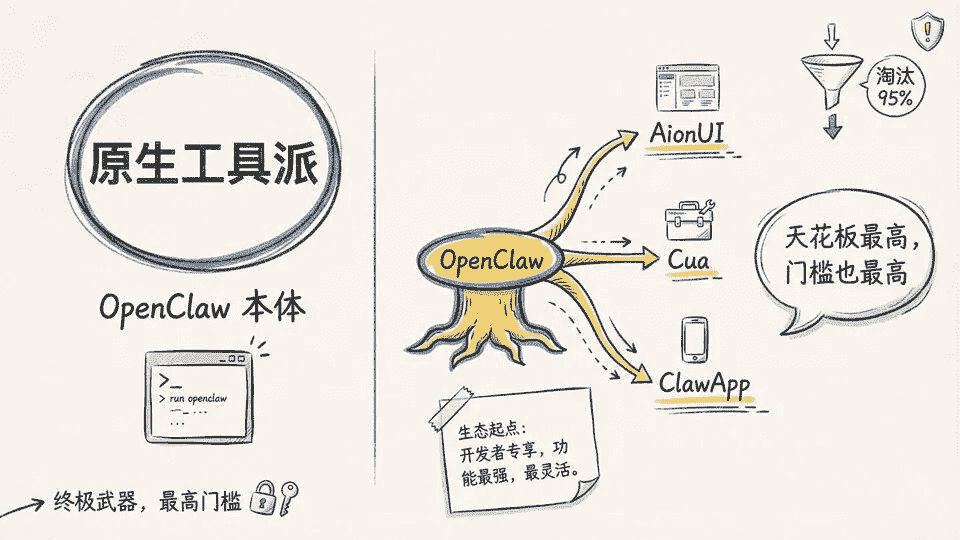 原生工具派
OpenClaw 本体
>_
> run openclaw
终极武器，最高门槛
OpenClaw
AionUI
Cua
ClawApp
生态起点：
开发者专享，功
能最强，最灵活。
淘汰
95%
天花板最高，
门槛也最高